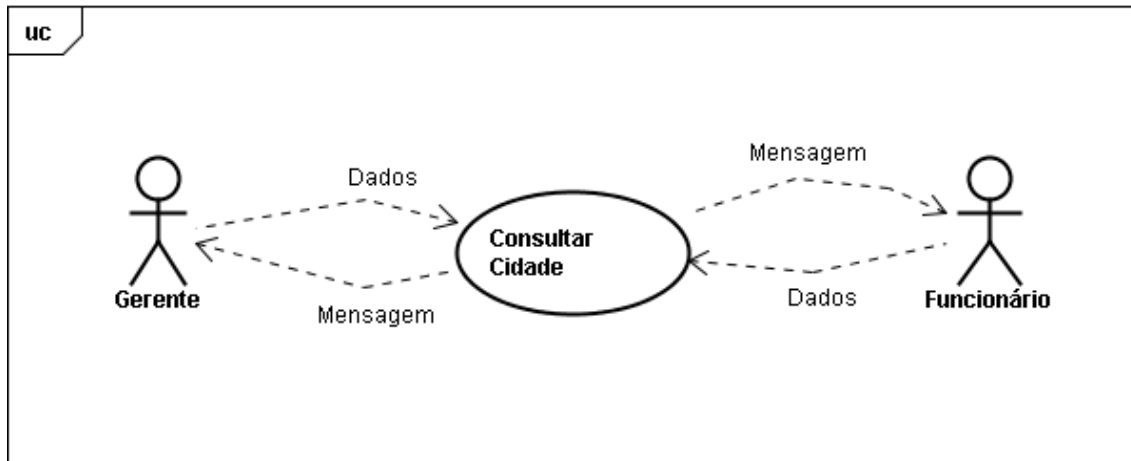 uc
Mensagem
Dados
Consultar
Cidade
Gerente
Mensagem
Dados
Funcionário